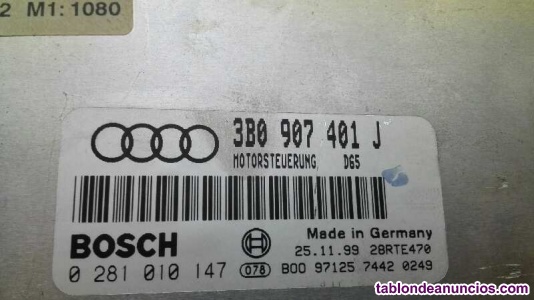 2 M1: 1080
3B0 907 401 J
MOTORSTEUERUNG D65
Made in Germany
BOSCH
25.11.99 28RTE470
0 281 010 147 078 B00 97125 7442 0249
tablondeanuncios.com